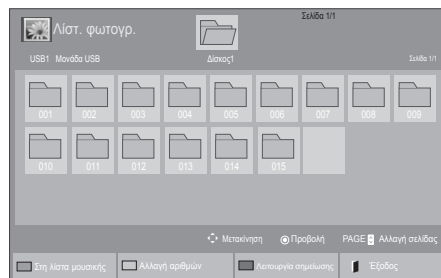 Σελίδα 1/1
Λίστ. φωτογρ.
USB1 Μονάδα USB Δίσκος1 Σελίδα 1/1
001 002 003 004 005 006 007 008 009
010 011 012 013 014 015
Μετακίνηση Προβολή PAGE Αλλαγή σελίδας
Στη λίστα μουσικής Αλλαγή αριθμών Λειτουργία σημείωσης Έξοδος